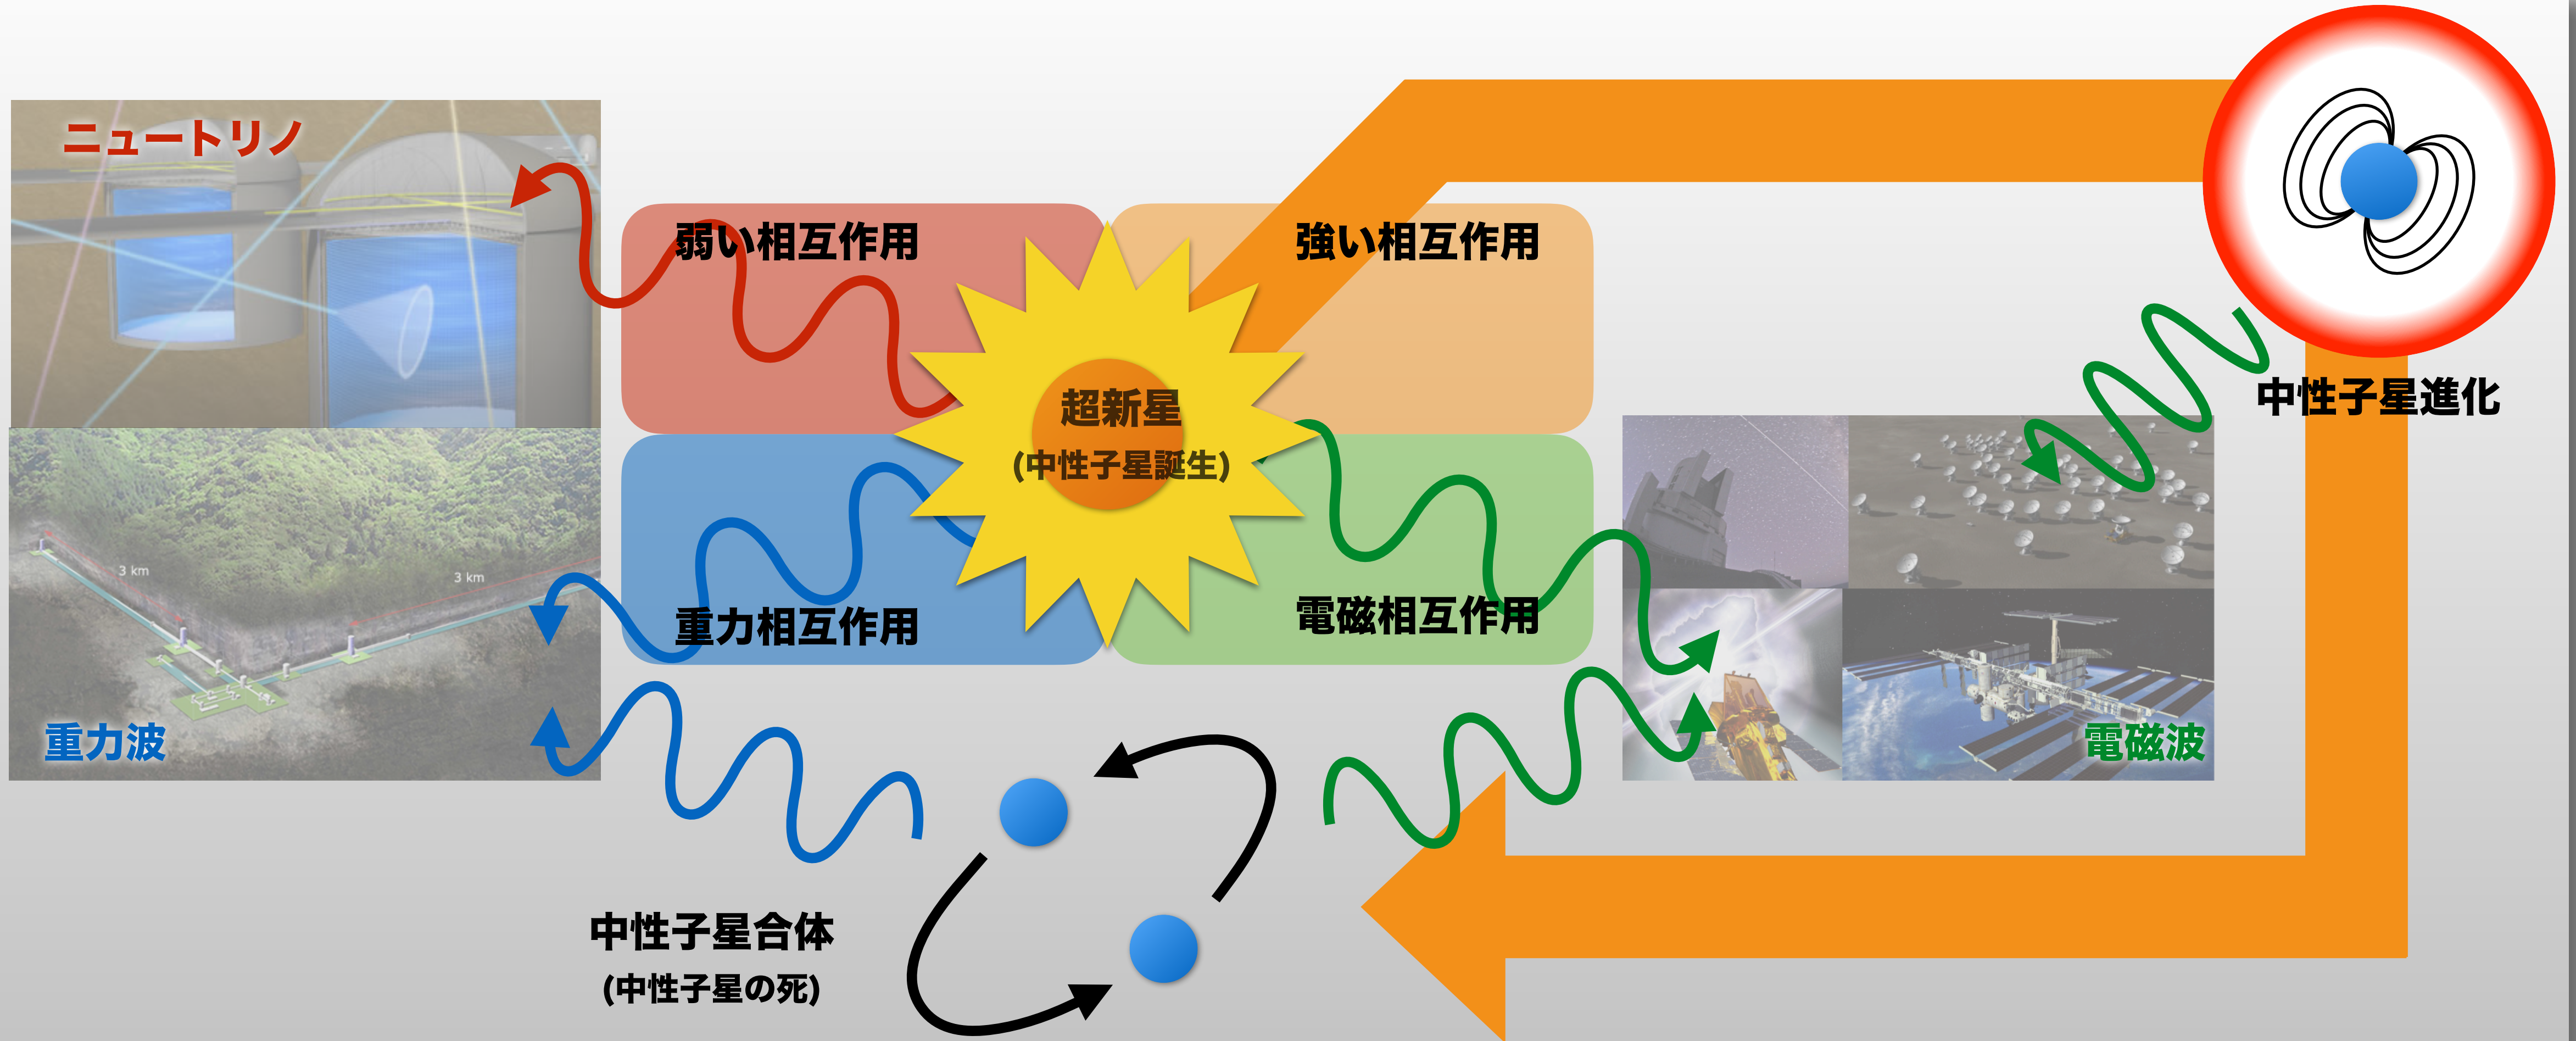 ニュートリノ
弱い相互作用
強い相互作用
超新星
(中性子星誕生)
中性子星進化
3 km
3 km
重力相互作用
電磁相互作用
重力波
電磁波
中性子星合体
(中性子星の死)